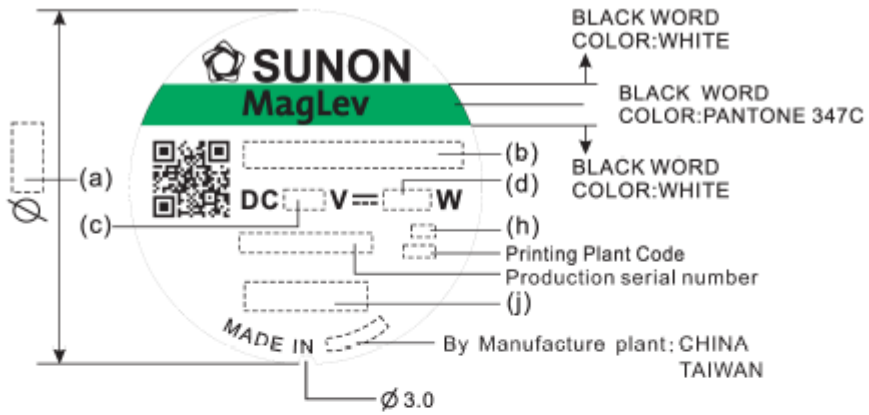 BLACK WORD
COLOR:WHITE
SUNON
MagLev
BLACK WORD
COLOR:PANTONE 347C
(a)
(b)
BLACK WORD
COLOR:WHITE
(d)
DC V W
Ø
(c)
(h)
Printing Plant Code
Production serial number
(j)
MADE IN
By Manufacture plant: CHINA
TAIWAN
Ø 3.0